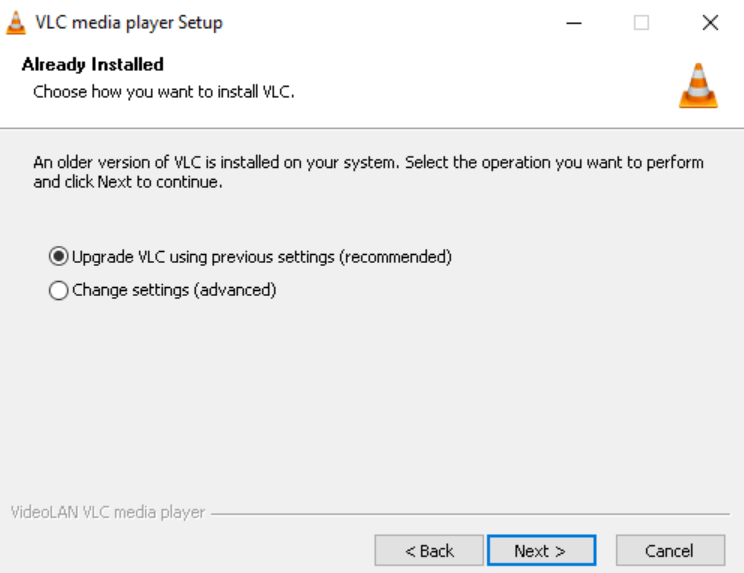 VLC media player Setup
Already Installed
Choose how you want to install VLC.
An older version of VLC is installed on your system. Select the operation you want to perform
and click Next to continue.
Upgrade VLC using previous settings (recommended)
Change settings (advanced)
VideoLAN VLC media player
< Back
Next >
Cancel